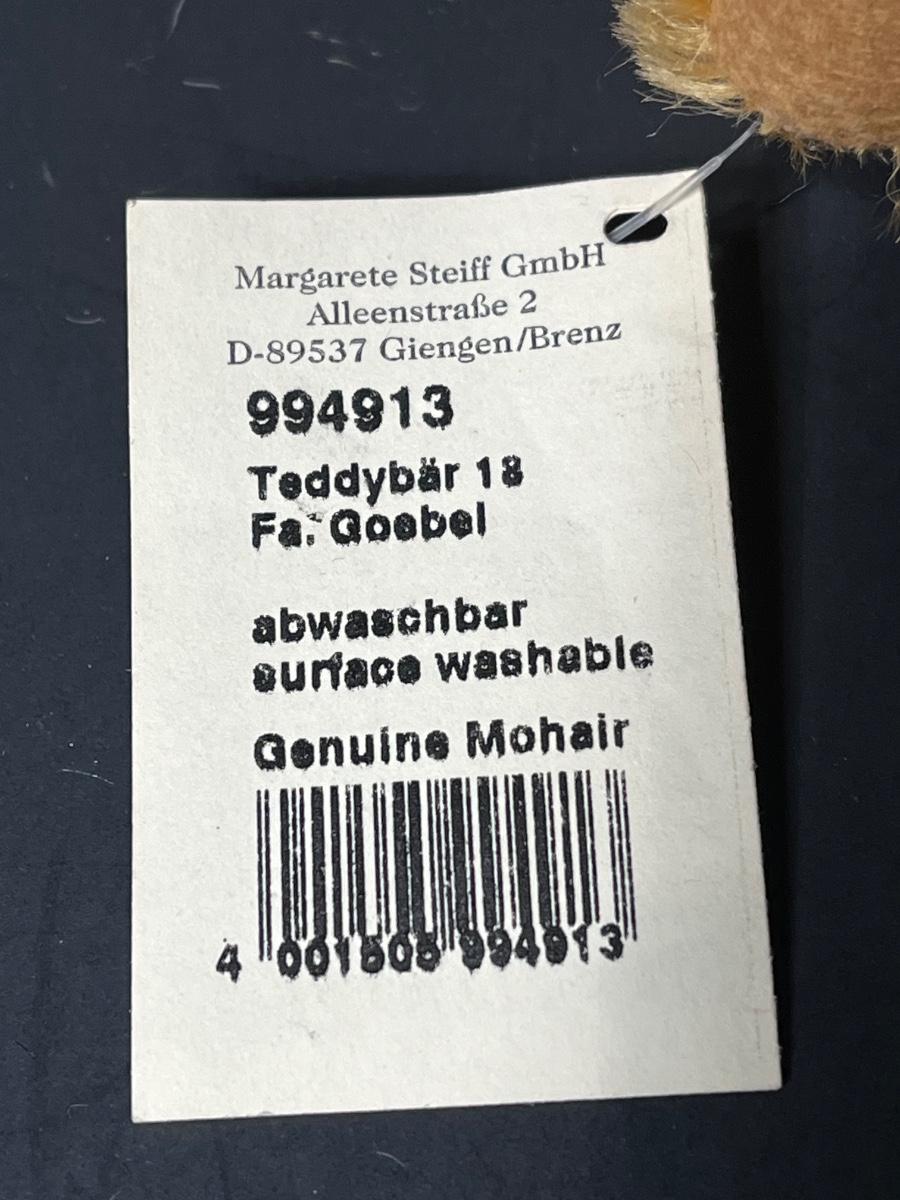 Margarete Steiff GmbH
Alleenstraße 2
D-89537 Giengen/Brenz
994913
Teddybär 18
Fa. Goebel
abwaschbar
surface washable
Genuine Mohair
4 001505 994913